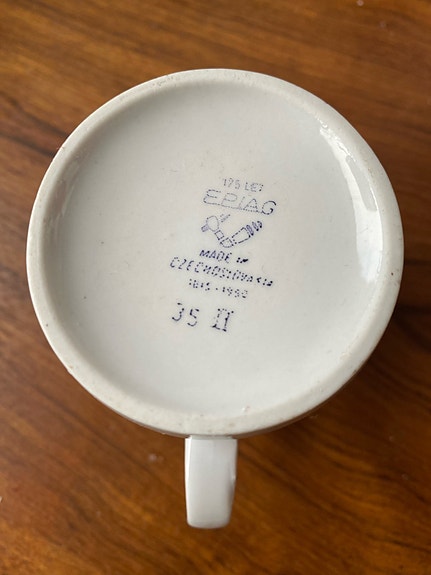 175 LET
EPIAG
MADE IN
CZECHOSLOVAKIA
1815 - 1990
35 II